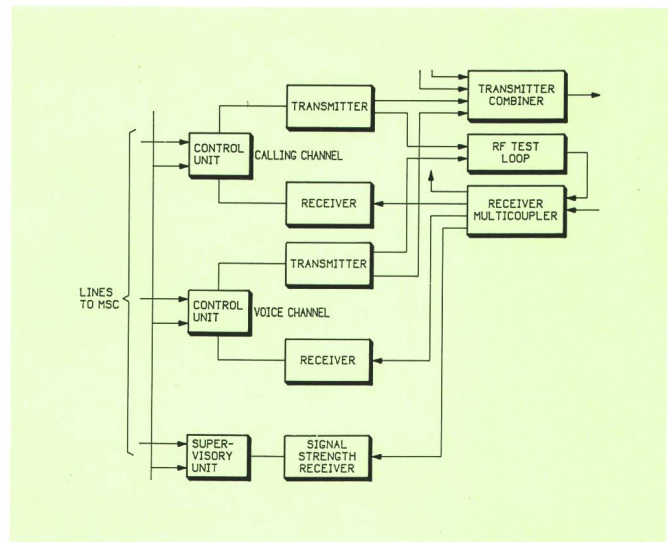 TRANSMITTER
TRANSMITTER
COMBINER
CONTROL
UNIT
CALLING CHANNEL
RF TEST
LOOP
RECEIVER
RECEIVER
MULTICOUPLER
TRANSMITTER
LINES
TO MSC
CONTROL
UNIT
VOICE CHANNEL
RECEIVER
SUPER-
VISORY
UNIT
SIGNAL
STRENGTH
RECEIVER